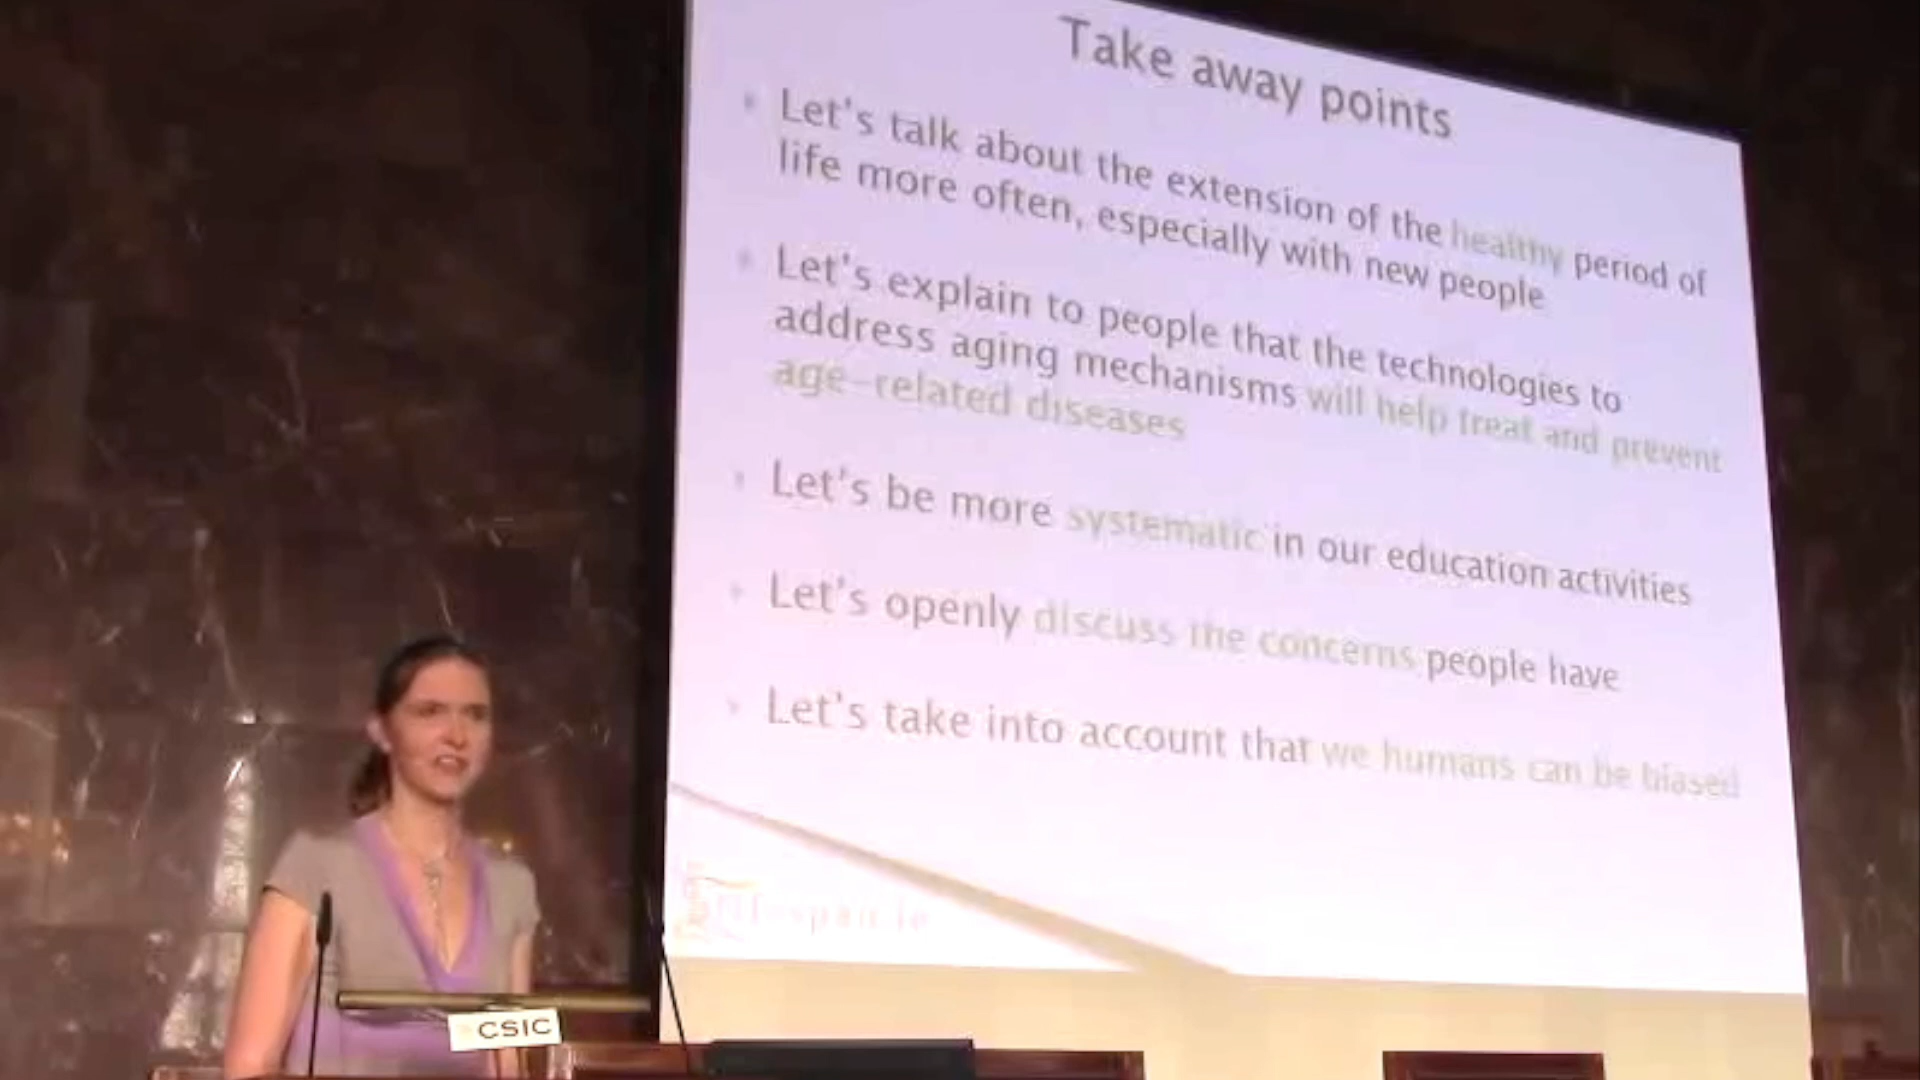 Take away points
Let's talk about the extension of the healthy period of
life more often, especially with new people
Let's explain to people that the technologies to
address aging mechanisms will help treat and prevent
age-related diseases
Let's be more systematic in our education activities
Let's openly discuss the concerns people have
Let's take into account that we humans can be biased
CSIC